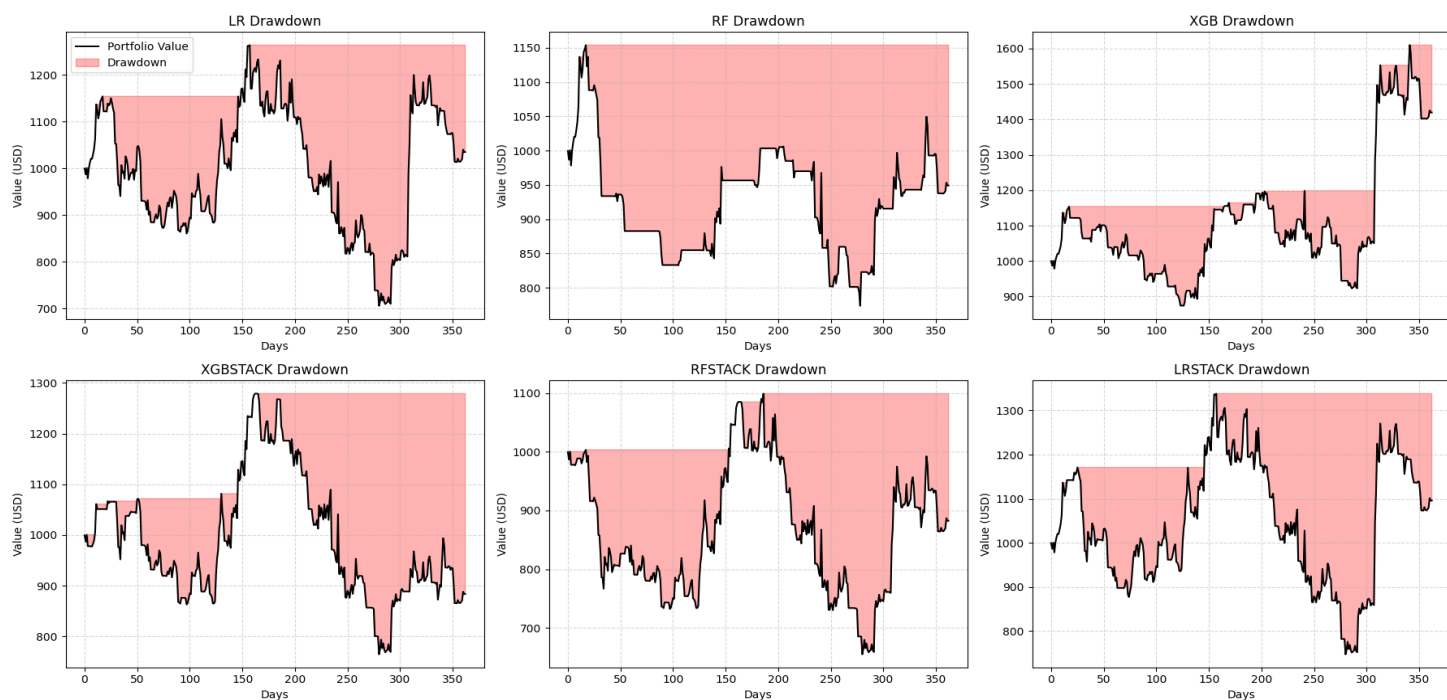 LR Drawdown
Portfolio Value
Drawdown
Value (USD)
1200
1100
1000
900
800
700
0 50 100 150 200 250 300 350
Days
RF Drawdown
Value (USD)
1150
1100
1050
1000
950
900
850
800
0 50 100 150 200 250 300 350
Days
XGB Drawdown
Value (USD)
1600
1500
1400
1300
1200
1100
1000
900
0 50 100 150 200 250 300 350
Days
XGBSTACK Drawdown
Value (USD)
1300
1200
1100
1000
900
800
0 50 100 150 200 250 300 350
Days
RFSTACK Drawdown
Value (USD)
1100
1000
900
800
700
0 50 100 150 200 250 300 350
Days
LRSTACK Drawdown
Value (USD)
1300
1200
1100
1000
900
800
0 50 100 150 200 250 300 350
Days